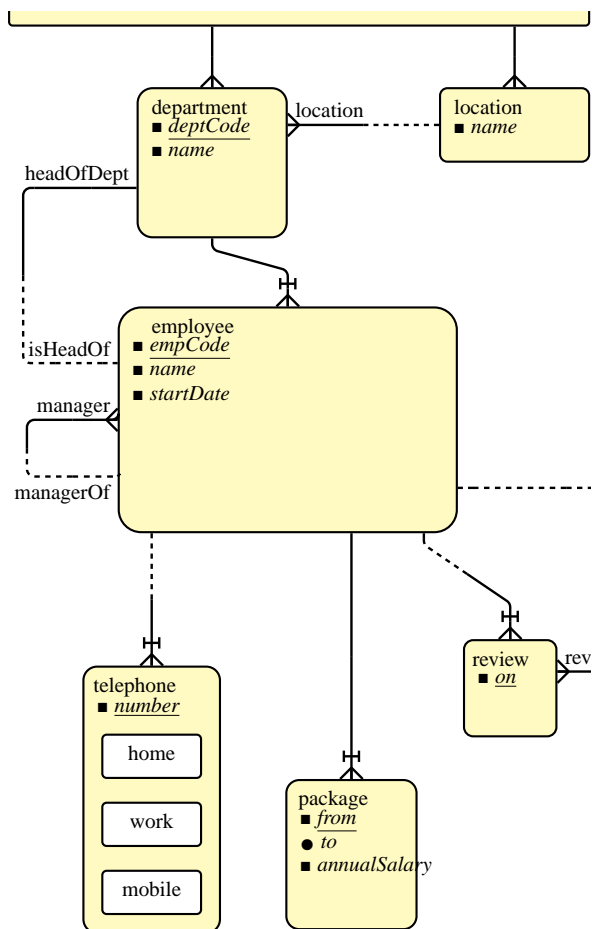 department
deptCode
name
location
location
name
headOfDept
employee
empCode
name
startDate
isHeadOf
manager
managerOf
telephone
number
home
work
mobile
package
from
to
annualSalary
review
on
rev